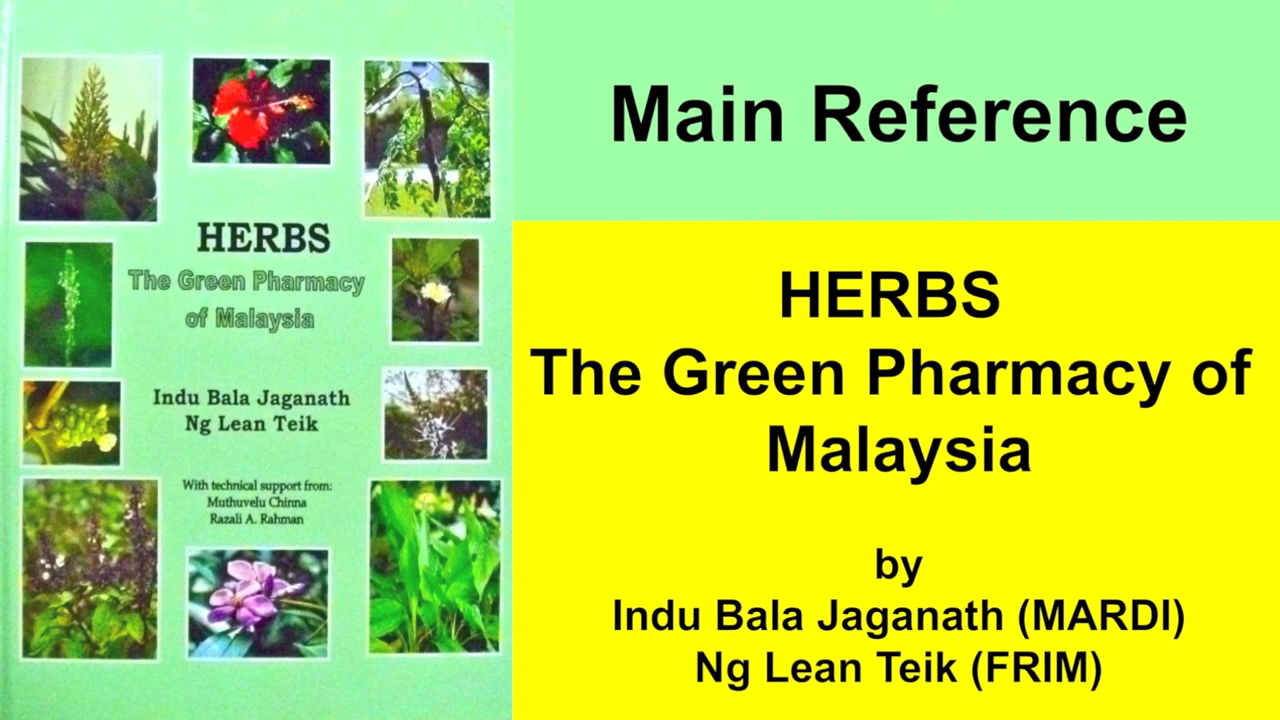 HERBS
The Green Pharmacy
of Malaysia
Indu Bala Jaganath
Ng Lean Teik
With technical support from:
Muthuvelu Chinna
Razali A. Rahman
Main Reference
HERBS
The Green Pharmacy of
Malaysia
by
Indu Bala Jaganath (MARDI)
Ng Lean Teik (FRIM)